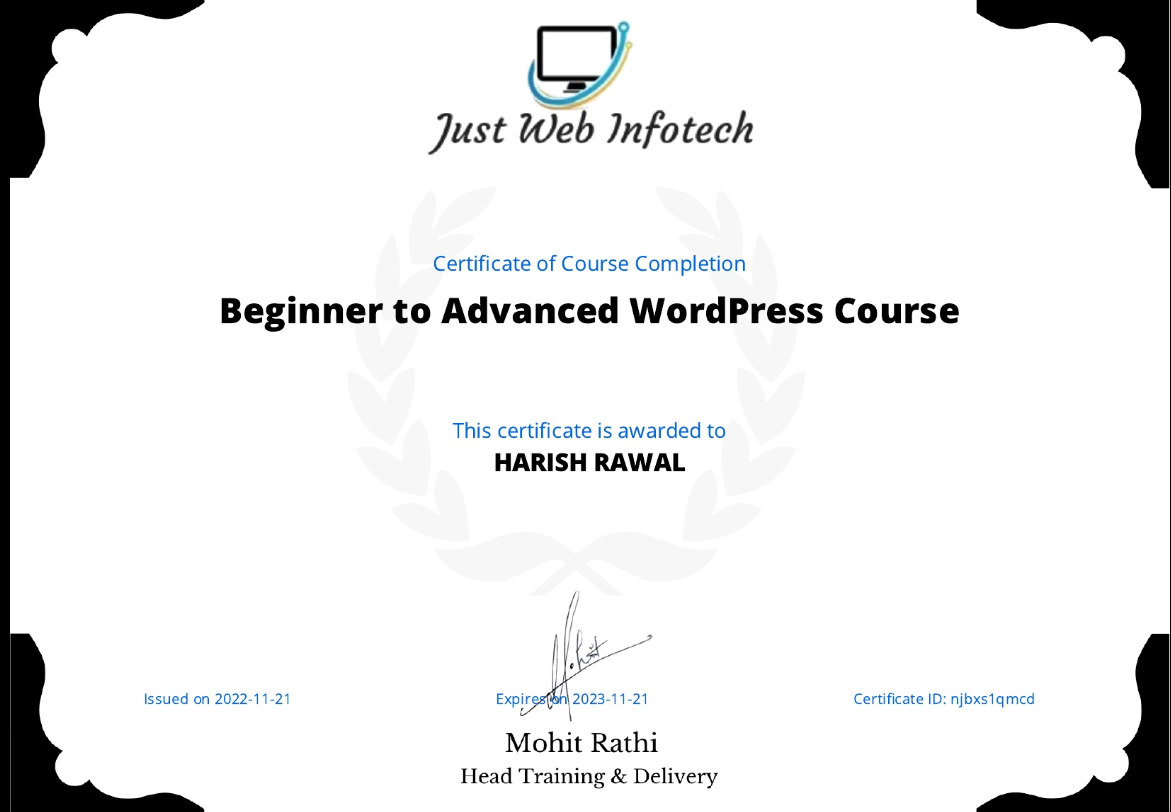 Just Web Infotech
Certificate of Course Completion
Beginner to Advanced WordPress Course
This certificate is awarded to
HARISH RAWAL
Mohit
Issued on 2022-11-21
Expires on 2023-11-21
Certificate ID: njbxs1qmcd
Mohit Rathi
Head Training & Delivery